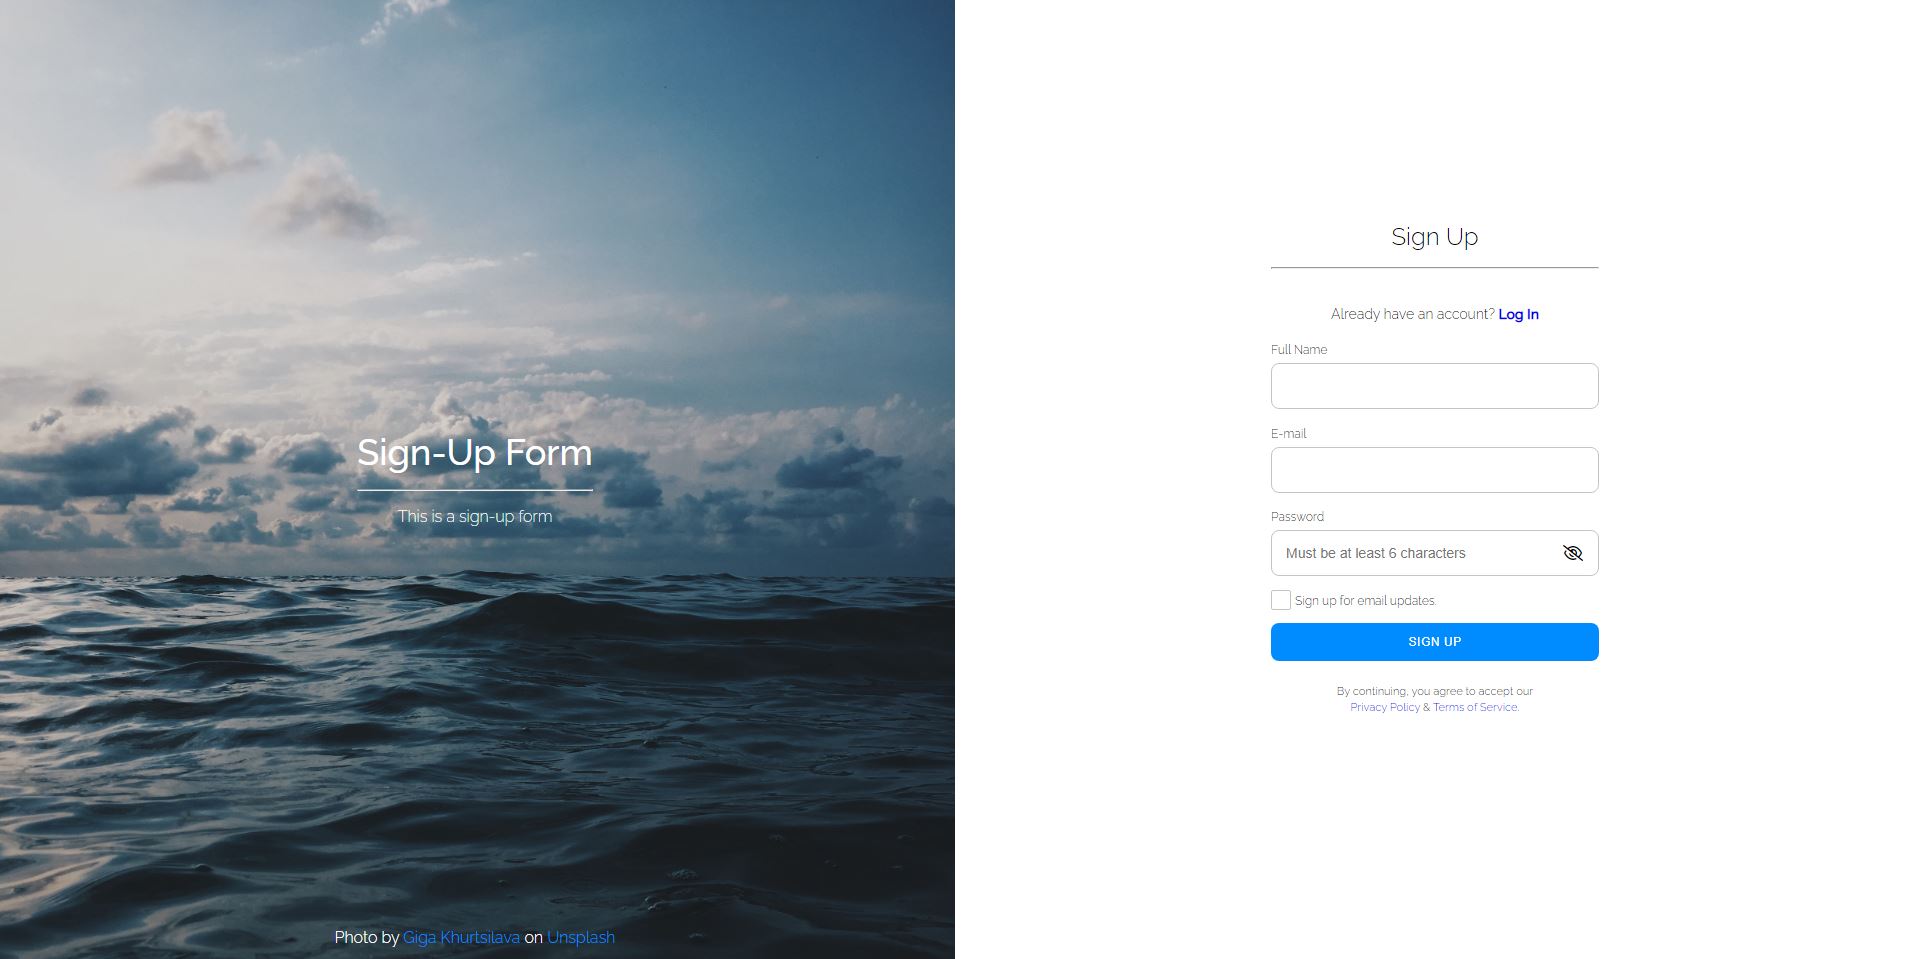 Sign-Up Form
This is a sign-up form
Photo by Giga Khurtsilava on Unsplash
Sign Up
Already have an account? Log In
Full Name
E-mail
Password
Must be at least 6 characters
Sign up for email updates.
SIGN UP
By continuing, you agree to accept our
Privacy Policy & Terms of Service.